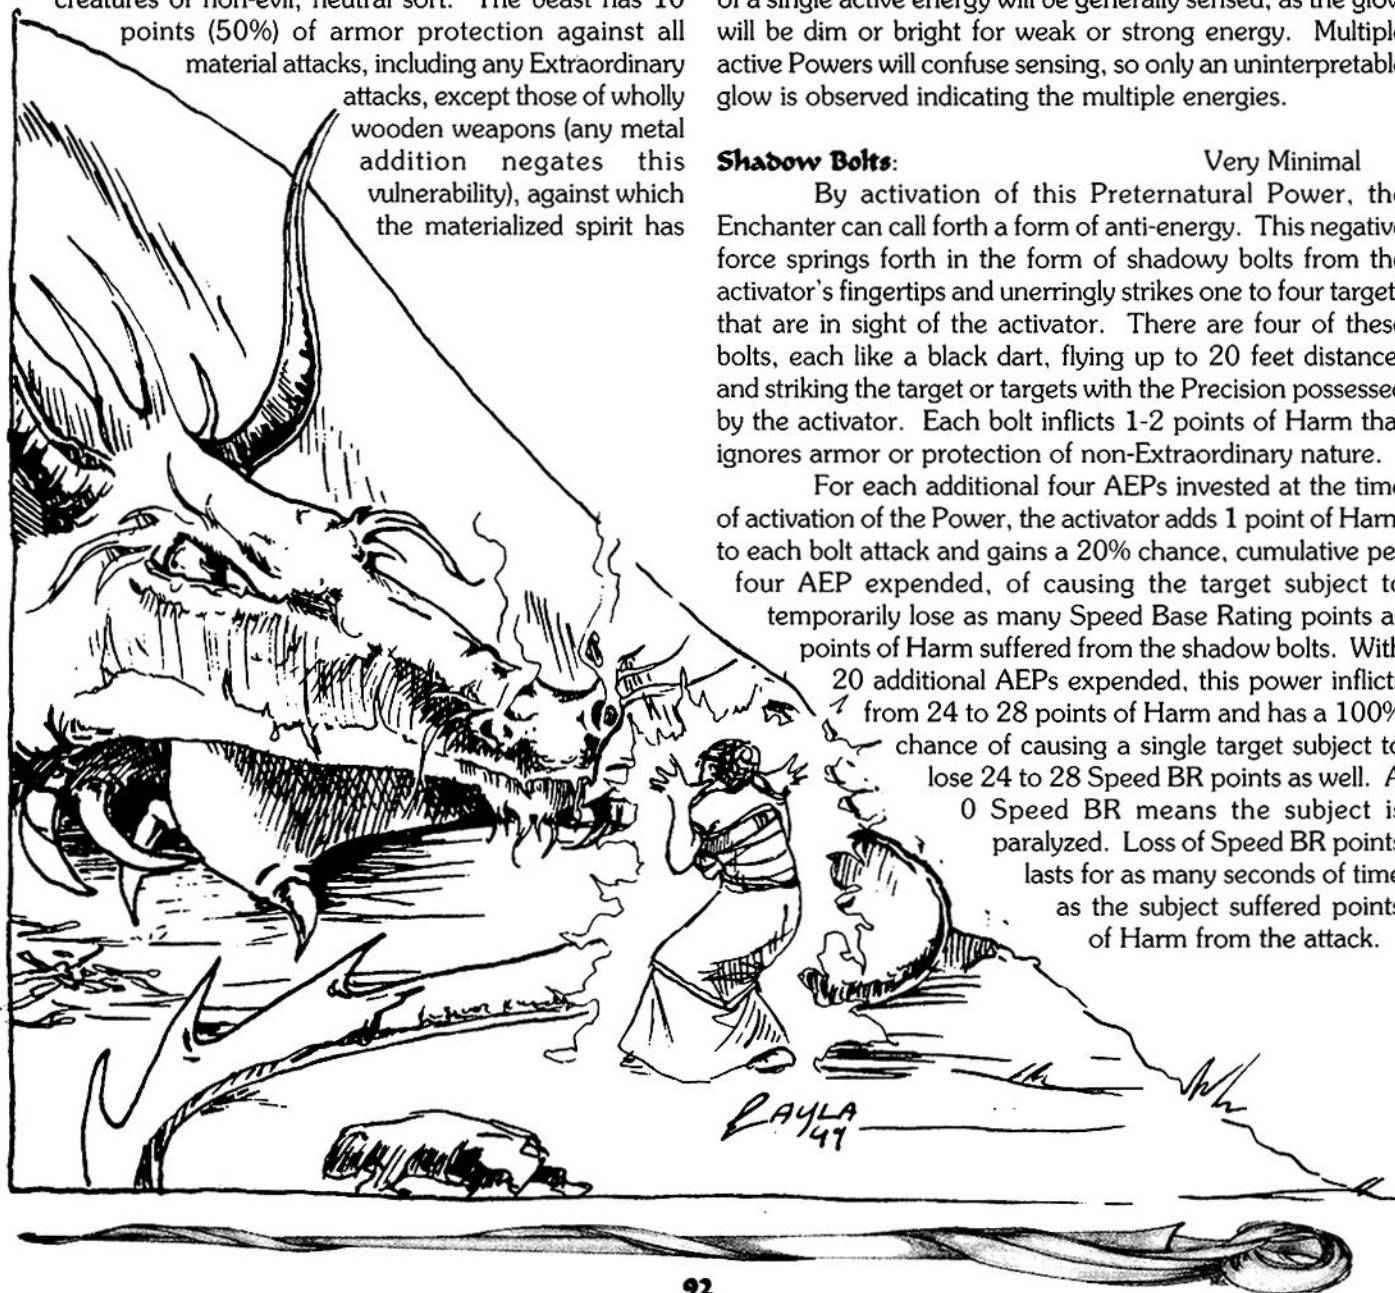 creatures of non-evil, neutral sort. The beast has 10
points (50%) of armor protection against all
material attacks, including any Extraordinary
attacks, except those of wholly
wooden weapons (any metal
addition negates this
vulnerability), against which
the materialized spirit has
of a single active energy will be generally sensed, as the glow
will be dim or bright for weak or strong energy. Multipl
active Powers will confuse sensing, so only an uninterpretabl
glow is observed indicating the multiple energies.
Shadow Bolts: Very Minimal
By activation of this Preternatural Power, the
Enchanter can call forth a form of anti-energy. This negativ
force springs forth in the form of shadowy bolts from the
activator's fingertips and unerringly strikes one to four target
that are in sight of the activator. There are four of these
bolts, each like a black dart, flying up to 20 feet distance
and striking the target or targets with the Precision possesse
by the activator. Each bolt inflicts 1-2 points of Harm tha
ignores armor or protection of non-Extraordinary nature.
For each additional four AEPs invested at the time
of activation of the Power, the activator adds 1 point of Harm
to each bolt attack and gains a 20% chance, cumulative pe
four AEP expended, of causing the target subject to
temporarily lose as many Speed Base Rating points a
points of Harm suffered from the shadow bolts. With
20 additional AEPs expended, this power inflicts
from 24 to 28 points of Harm and has a 100%
chance of causing a single target subject to
lose 24 to 28 Speed BR points as well. A
0 Speed BR means the subject is
paralyzed. Loss of Speed BR points
lasts for as many seconds of time
as the subject suffered points
of Harm from the attack.
RAYLA
92